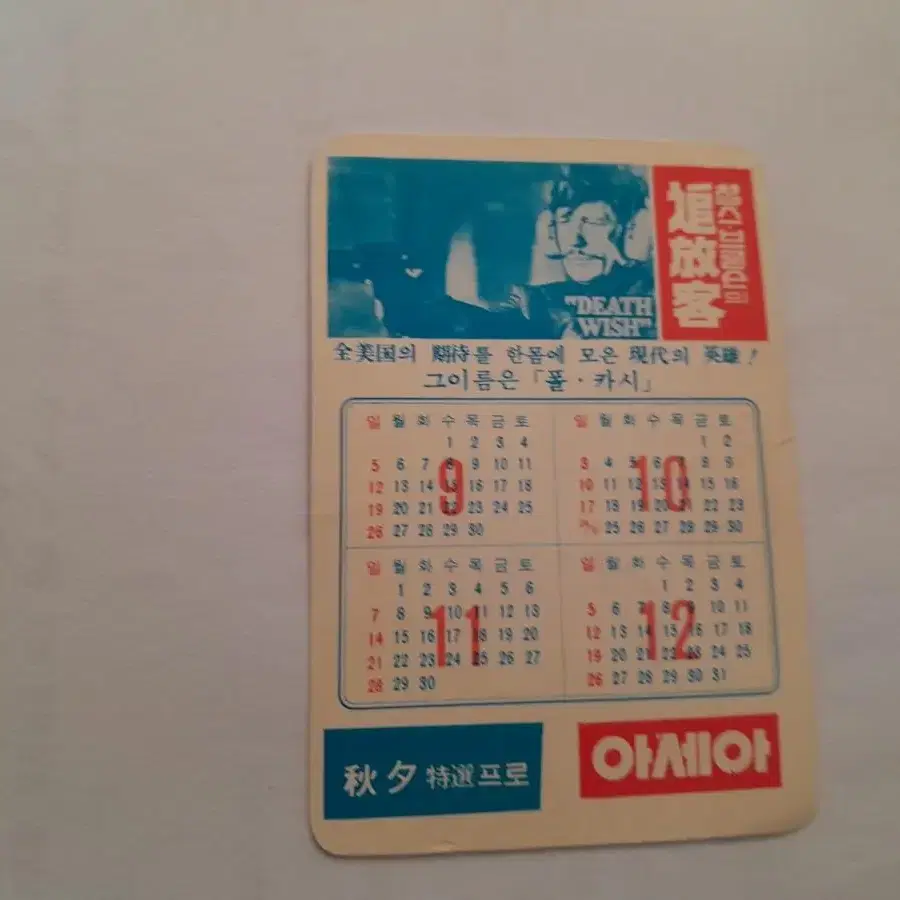 찰스·브론손의
追放客
"DEATH
WISH"
全美国의 期待를 한몸에 모은 現代의 英雄!
그이름은「폴·카시」
9
일 월 화 수 목 금 토
1 2 3 4
5 6 7 8 9 10 11
12 13 14 15 16 17 18
19 20 21 22 23 24 25
26 27 28 29 30
10
일 월 화 수 목 금 토
1 2
3 4 5 6 7 8 9
10 11 12 13 14 15 16
17 18 19 20 21 22 23
24/31 25 26 27 28 29 30
11
일 월 화 수 목 금 토
1 2 3 4 5 6
7 8 9 10 11 12 13
14 15 16 17 18 19 20
21 22 23 24 25 26 27
28 29 30
12
일 월 화 수 목 금 토
1 2 3 4
5 6 7 8 9 10 11
12 13 14 15 16 17 18
19 20 21 22 23 24 25
26 27 28 29 30 31
秋夕 特選프로
아세아